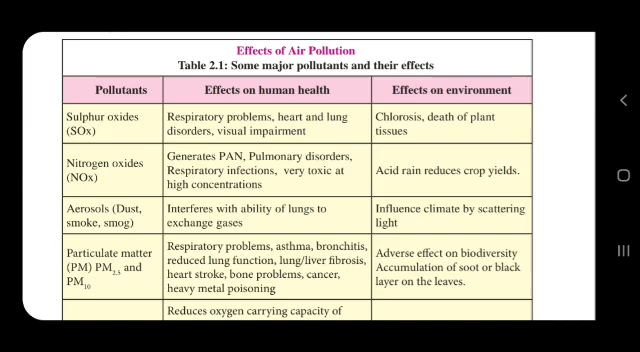 Effects of Air Pollution
Table 2.1: Some major pollutants and their effects
Pollutants Effects on human health Effects on environment
Sulphur oxides
(SOx)
Respiratory problems, heart and lung
disorders, visual impairment
Chlorosis, death of plant
tissues
Nitrogen oxides
(NOx)
Generates PAN, Pulmonary disorders,
Respiratory infections, very toxic at
high concentrations
Acid rain reduces crop yields.
Aerosols (Dust,
smoke, smog)
Interferes with ability of lungs to
exchange gases
Influence climate by scattering
light
Particulate matter
(PM) PM2.5 and
PM10
Respiratory problems, asthma, bronchitis,
reduced lung function, lung/liver fibrosis,
heart stroke, bone problems, cancer,
heavy metal poisoning
Adverse effect on biodiversity
Accumulation of soot or black
layer on the leaves.
Reduces oxygen carrying capacity of